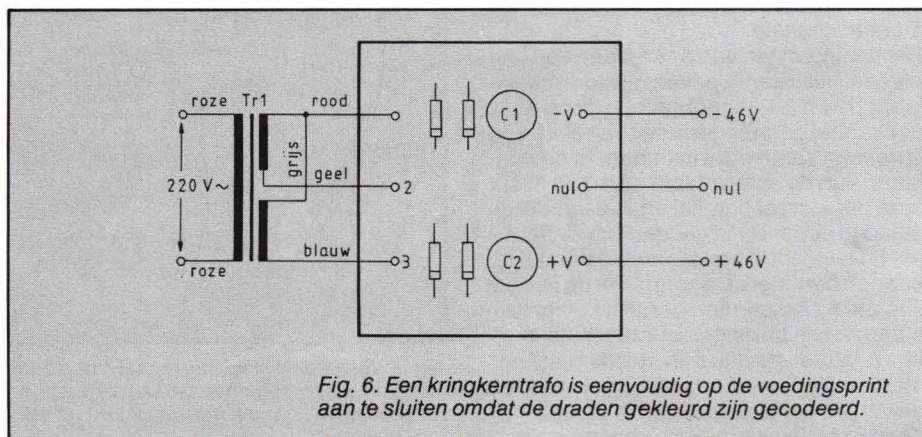 roze Tr1 rood
C1 -V -46V
grijs
geel
220 V~ 2 nul nul
blauw
roze 3 C2 +V +46V
Fig. 6. Een kringkerntrafo is eenvoudig op de voedingsprint
aan te sluiten omdat de draden gekleurd zijn gecodeerd.